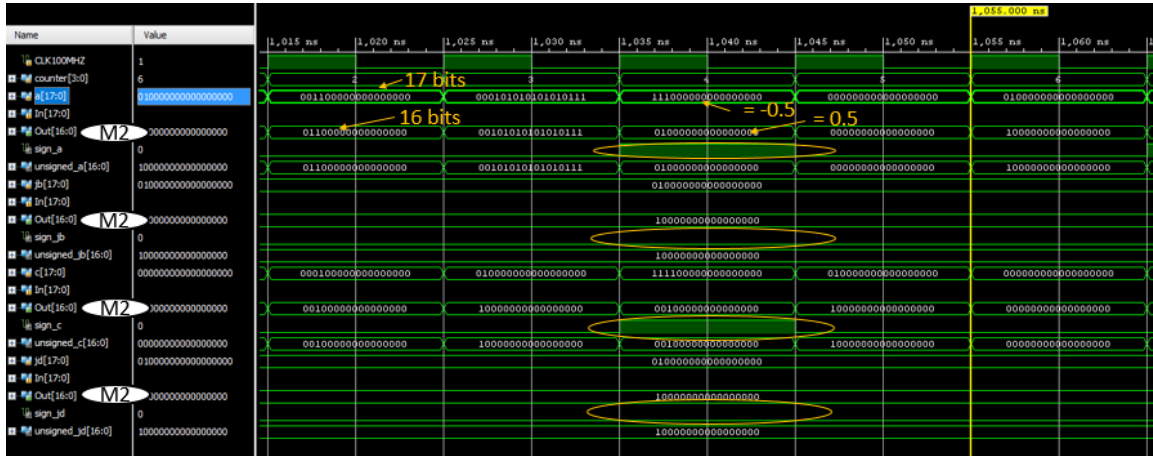 1,055.000 ns
Name Value
1,015 ns 1,020 ns 1,025 ns 1,030 ns 1,035 ns 1,040 ns 1,045 ns 1,050 ns 1,055 ns 1,060 ns
CLK100MHZ 1
counter[3:0] 6 2 3 4 5 6
17 bits
a[17:0] 010000000000000000 001100000000000000 000101010101010111 111000000000000000 000000000000000000 010000000000000000
In[17:0] = -0.5
16 bits = 0.5
Out[16:0] M2 01100000000000000 00101010101010111 01000000000000000 00000000000000000 10000000000000000
sign_a 0
unsigned_a[16:0] 10000000000000000 01100000000000000 00101010101010111 01000000000000000 00000000000000000 10000000000000000
jb[17:0] 010000000000000000 010000000000000000
In[17:0]
Out[16:0] M2 10000000000000000
sign_jb 0
unsigned_jb[16:0] 10000000000000000 10000000000000000
c[17:0] 000000000000000000 000100000000000000 010000000000000000 111100000000000000 010000000000000000 000000000000000000
In[17:0]
Out[16:0] M2 00100000000000000 10000000000000000 00100000000000000 10000000000000000 00000000000000000
sign_c 0
unsigned_c[16:0] 00000000000000000 00100000000000000 10000000000000000 00100000000000000 10000000000000000 00000000000000000
jd[17:0] 010000000000000000 010000000000000000
In[17:0]
Out[16:0] M2 10000000000000000
sign_jd 0
unsigned_jd[16:0] 10000000000000000 10000000000000000